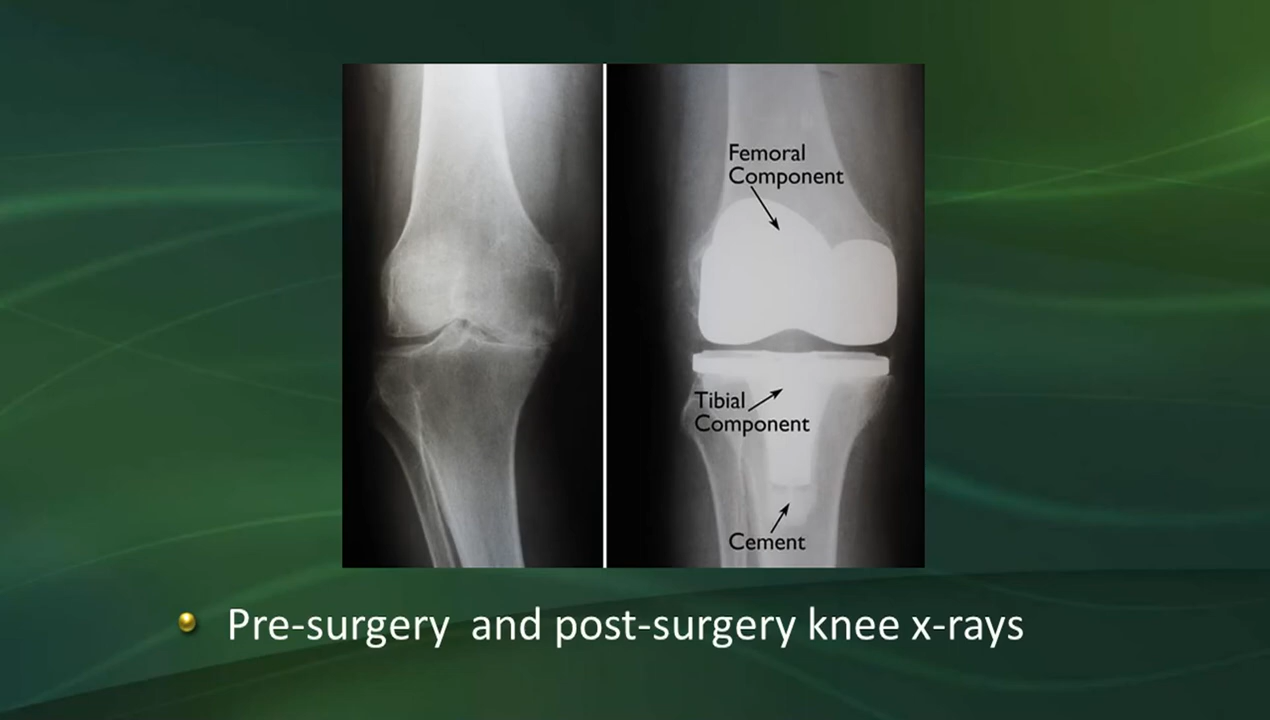 Femoral
Component
Tibial
Component
Cement
Pre-surgery  and post-surgery knee x-rays